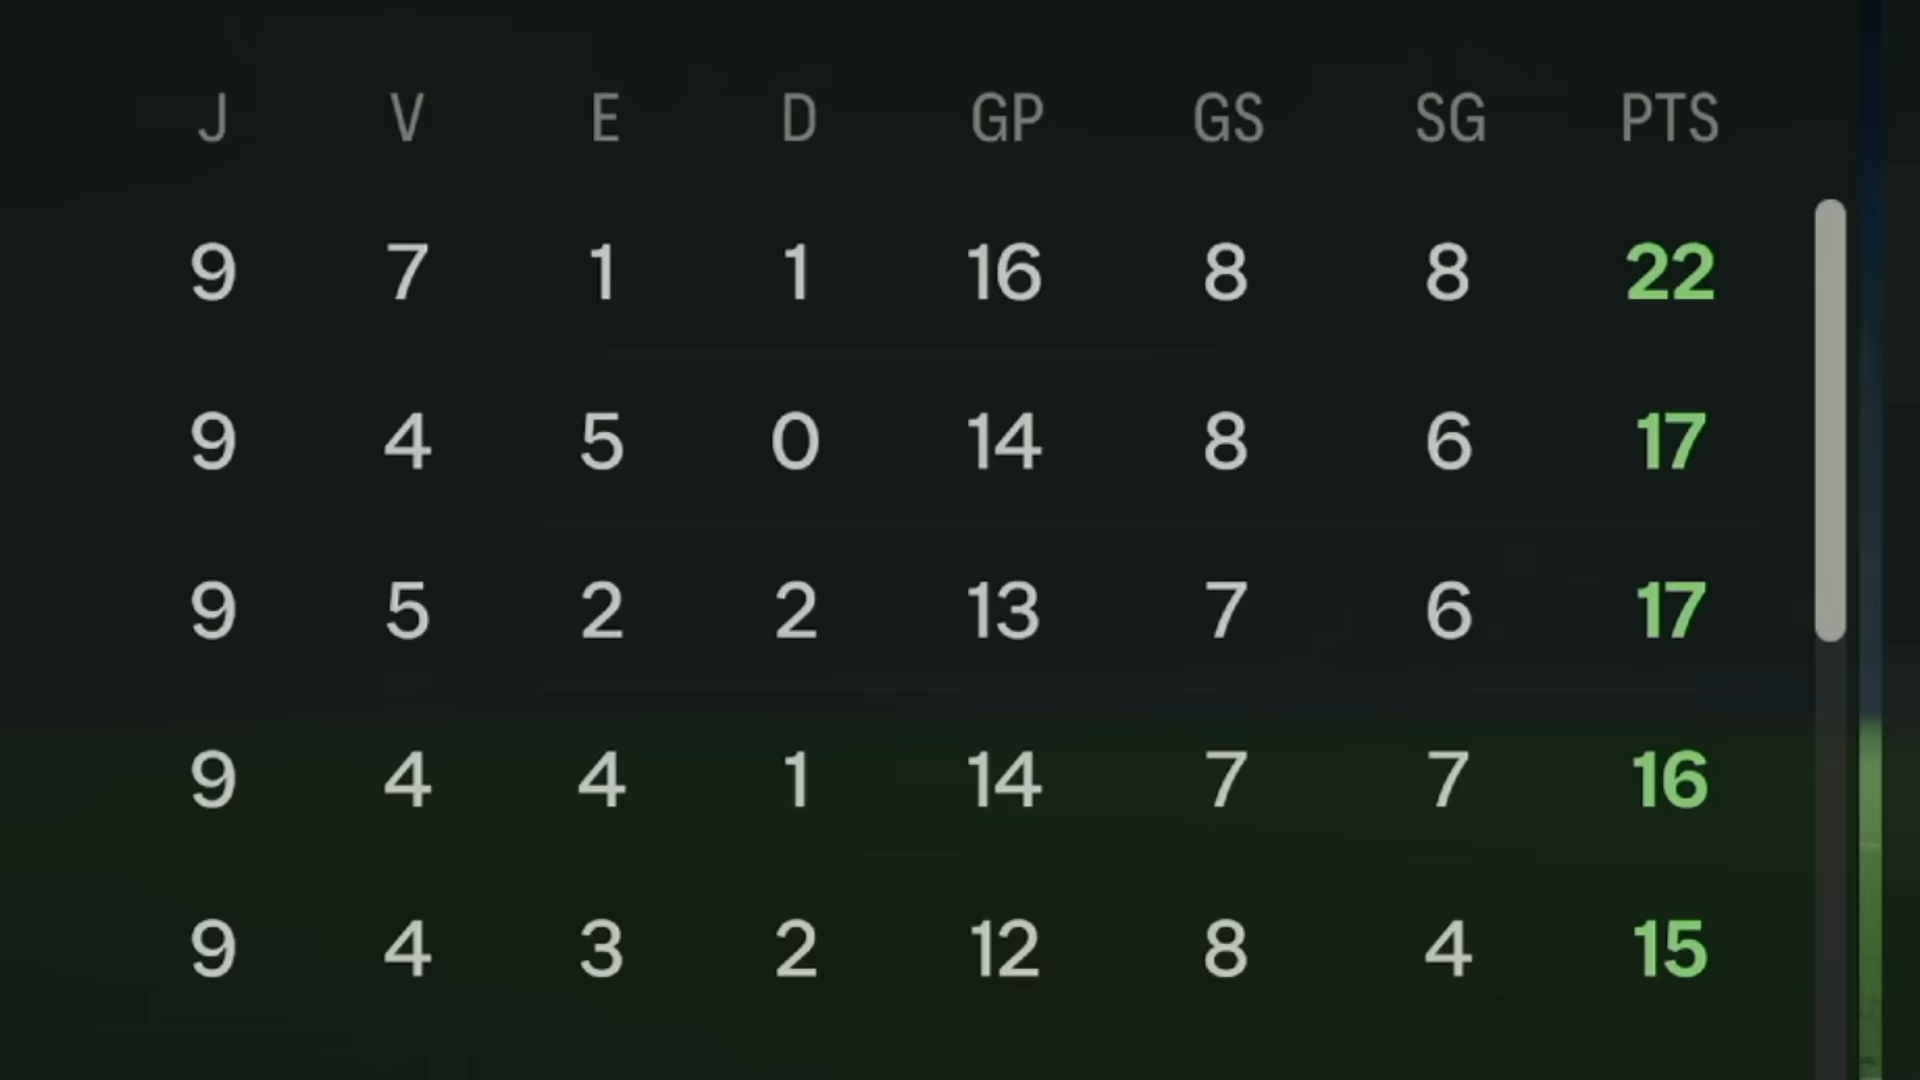 J V E D GP GS SG PTS
9 7 1 1 16 8 8 22
9 4 5 0 14 8 6 17
9 5 2 2 13 7 6 17
9 4 4 1 14 7 7 16
9 4 3 2 12 8 4 15